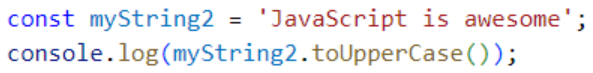 const myString2 = 'JavaScript is awesome';
console.log(myString2.toUpperCase());